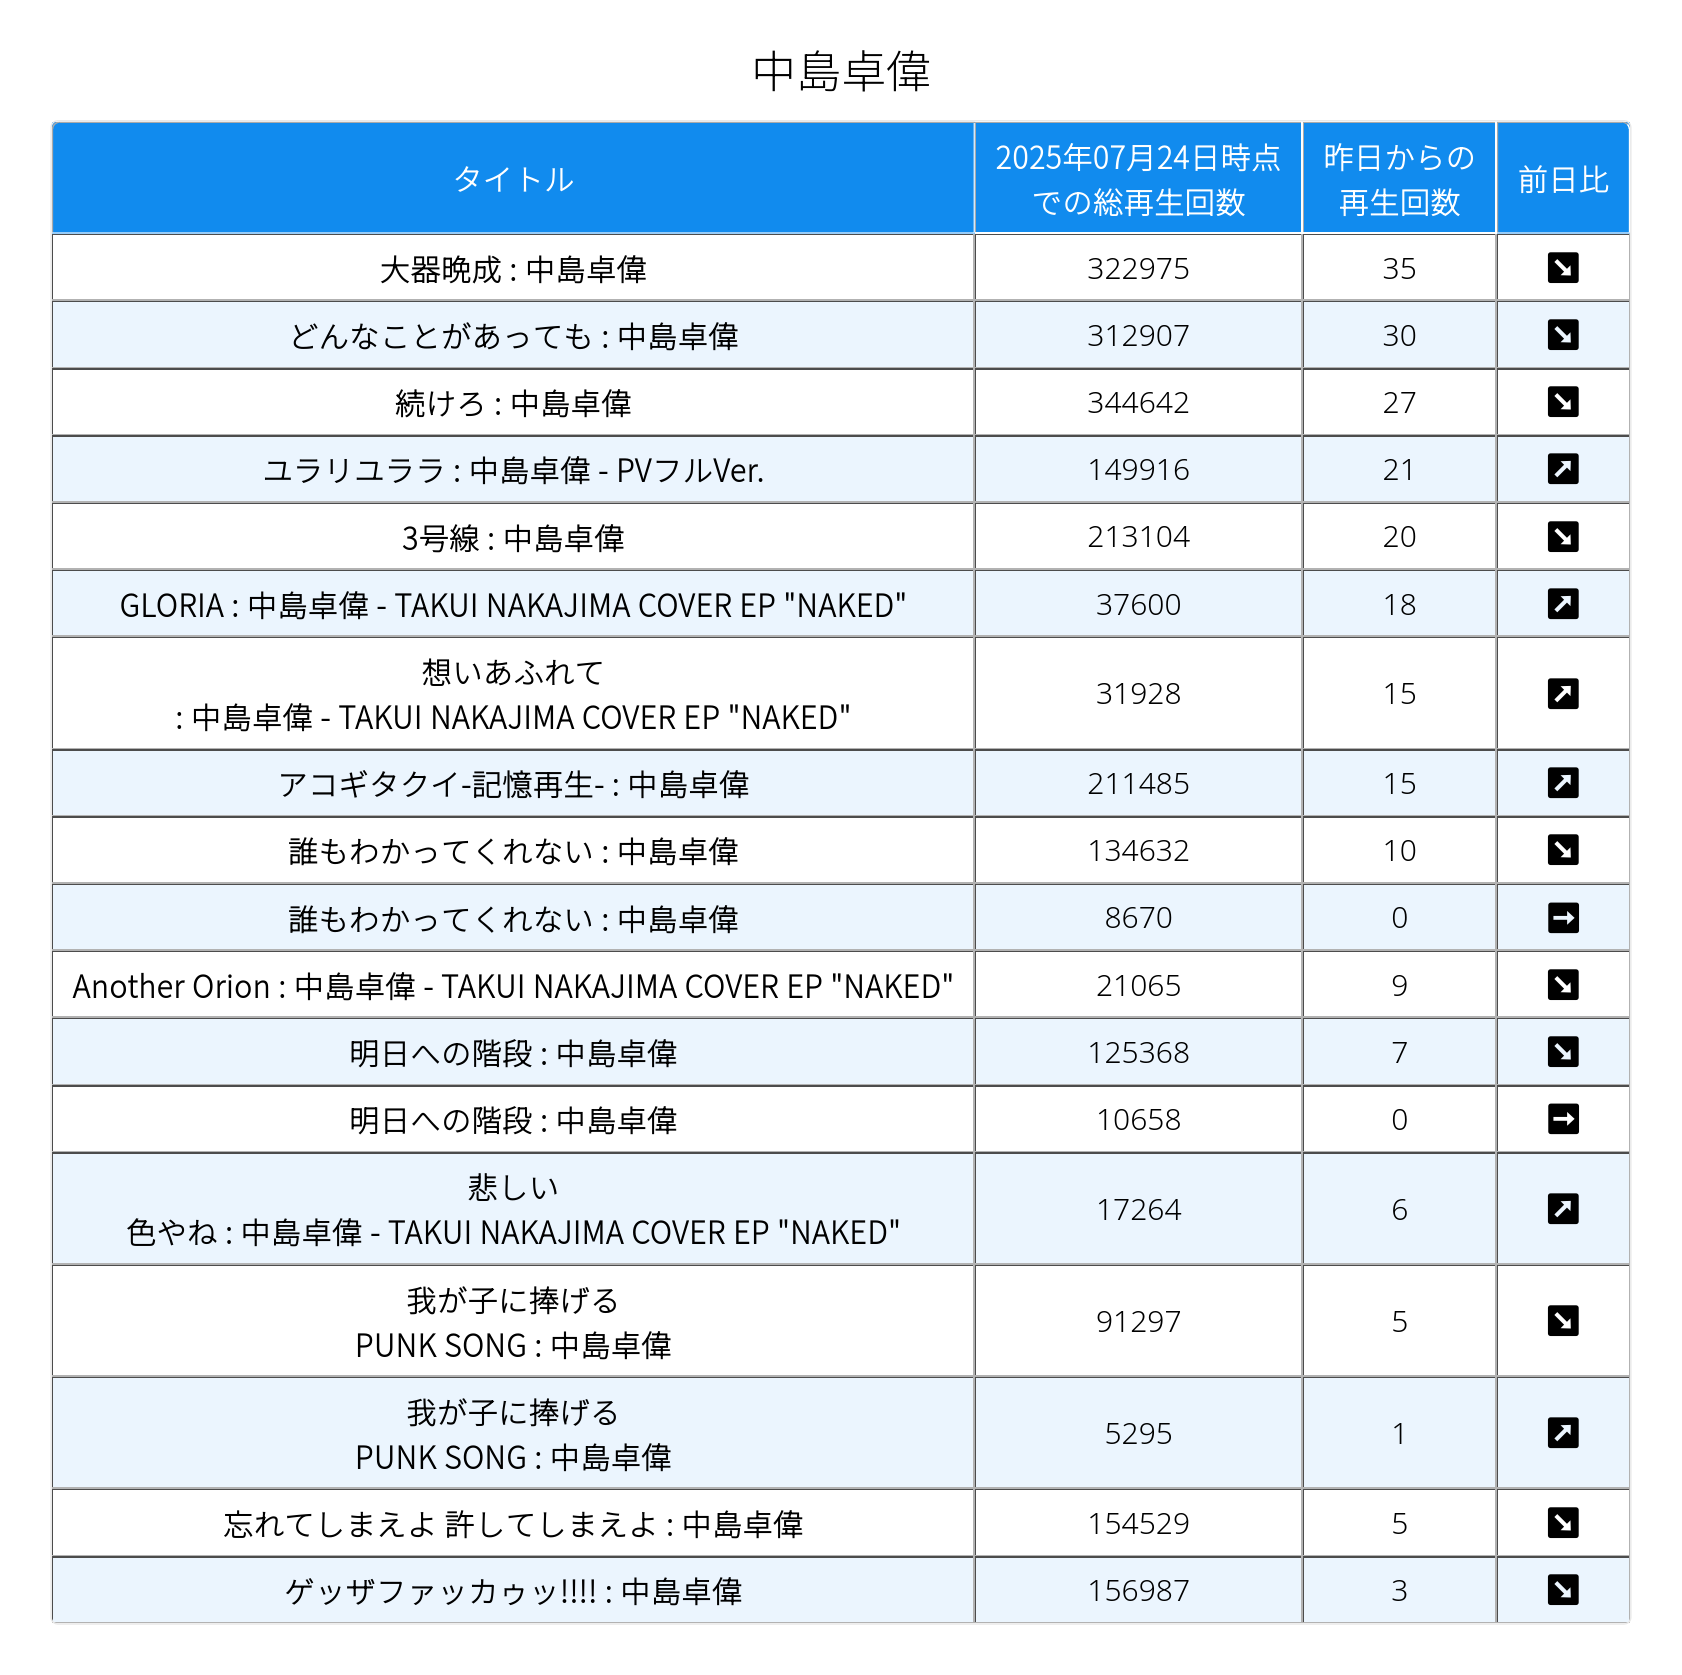 中島卓偉
タイトル
2025年07月24日時点
での総再生回数
昨日からの
再生回数
前日比
大器晩成 : 中島卓偉 322975 35
どんなことがあっても : 中島卓偉 312907 30
続けろ : 中島卓偉 344642 27
ユラリユララ : 中島卓偉 - PVフルVer. 149916 21
3号線 : 中島卓偉 213104 20
GLORIA : 中島卓偉 - TAKUI NAKAJIMA COVER EP "NAKED" 37600 18
想いあふれて
: 中島卓偉 - TAKUI NAKAJIMA COVER EP "NAKED" 31928 15
アコギタクイ-記憶再生- : 中島卓偉 211485 15
誰もわかってくれない : 中島卓偉 134632 10
誰もわかってくれない : 中島卓偉 8670 0
Another Orion : 中島卓偉 - TAKUI NAKAJIMA COVER EP "NAKED" 21065 9
明日への階段 : 中島卓偉 125368 7
明日への階段 : 中島卓偉 10658 0
悲しい
色やね : 中島卓偉 - TAKUI NAKAJIMA COVER EP "NAKED" 17264 6
我が子に捧げる
PUNK SONG : 中島卓偉 91297 5
我が子に捧げる
PUNK SONG : 中島卓偉 5295 1
忘れてしまえよ 許してしまえよ : 中島卓偉 154529 5
ゲッザファッカゥッ!!!! : 中島卓偉 156987 3